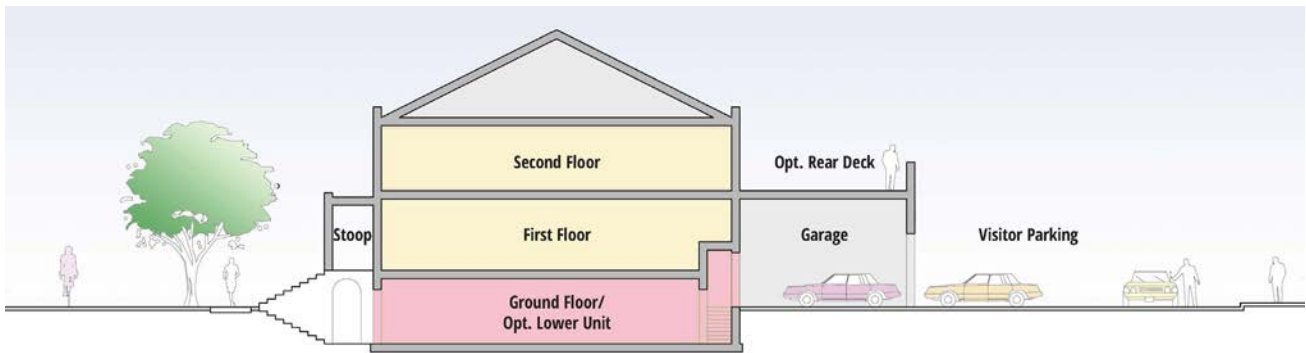 Second Floor
Opt. Rear Deck
Stoop
First Floor
Garage
Visitor Parking
Ground Floor/
Opt. Lower Unit